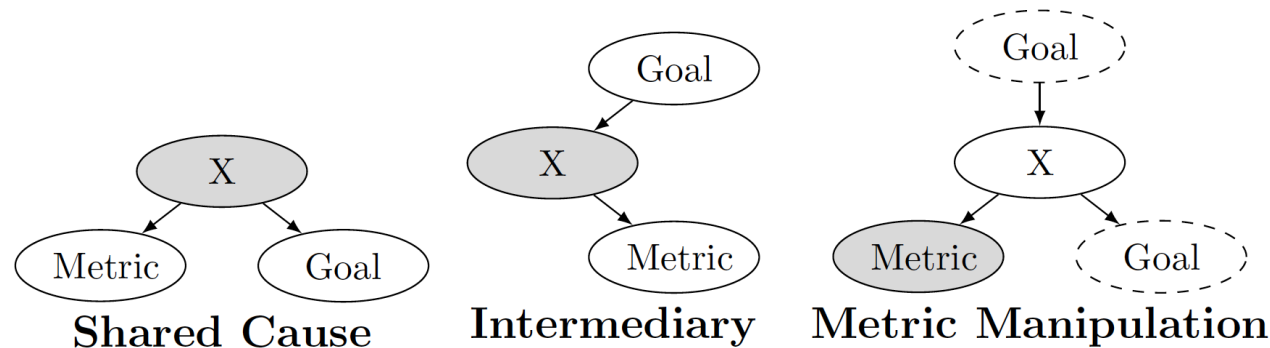 X
Metric
Goal
Shared Cause
Goal
X
Metric
Intermediary
Goal
X
Metric
Goal
Metric Manipulation